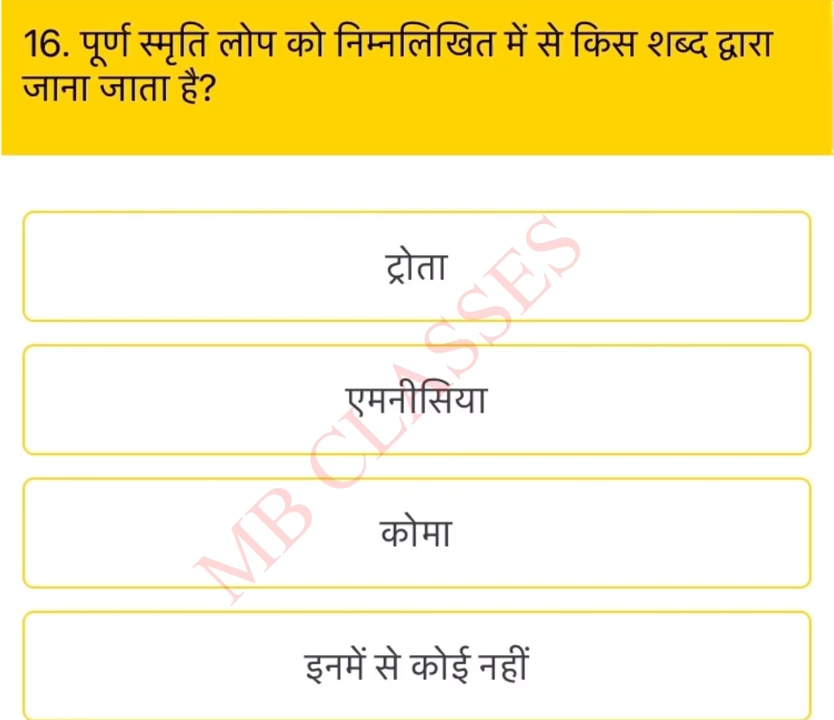 16. पूर्ण स्मृति लोप को निम्नलिखित में से किस शब्द द्वारा
जाना जाता है?
ट्रोता
एमनीसिया
कोमा
इनमें से कोई नहीं
MB CLASSES